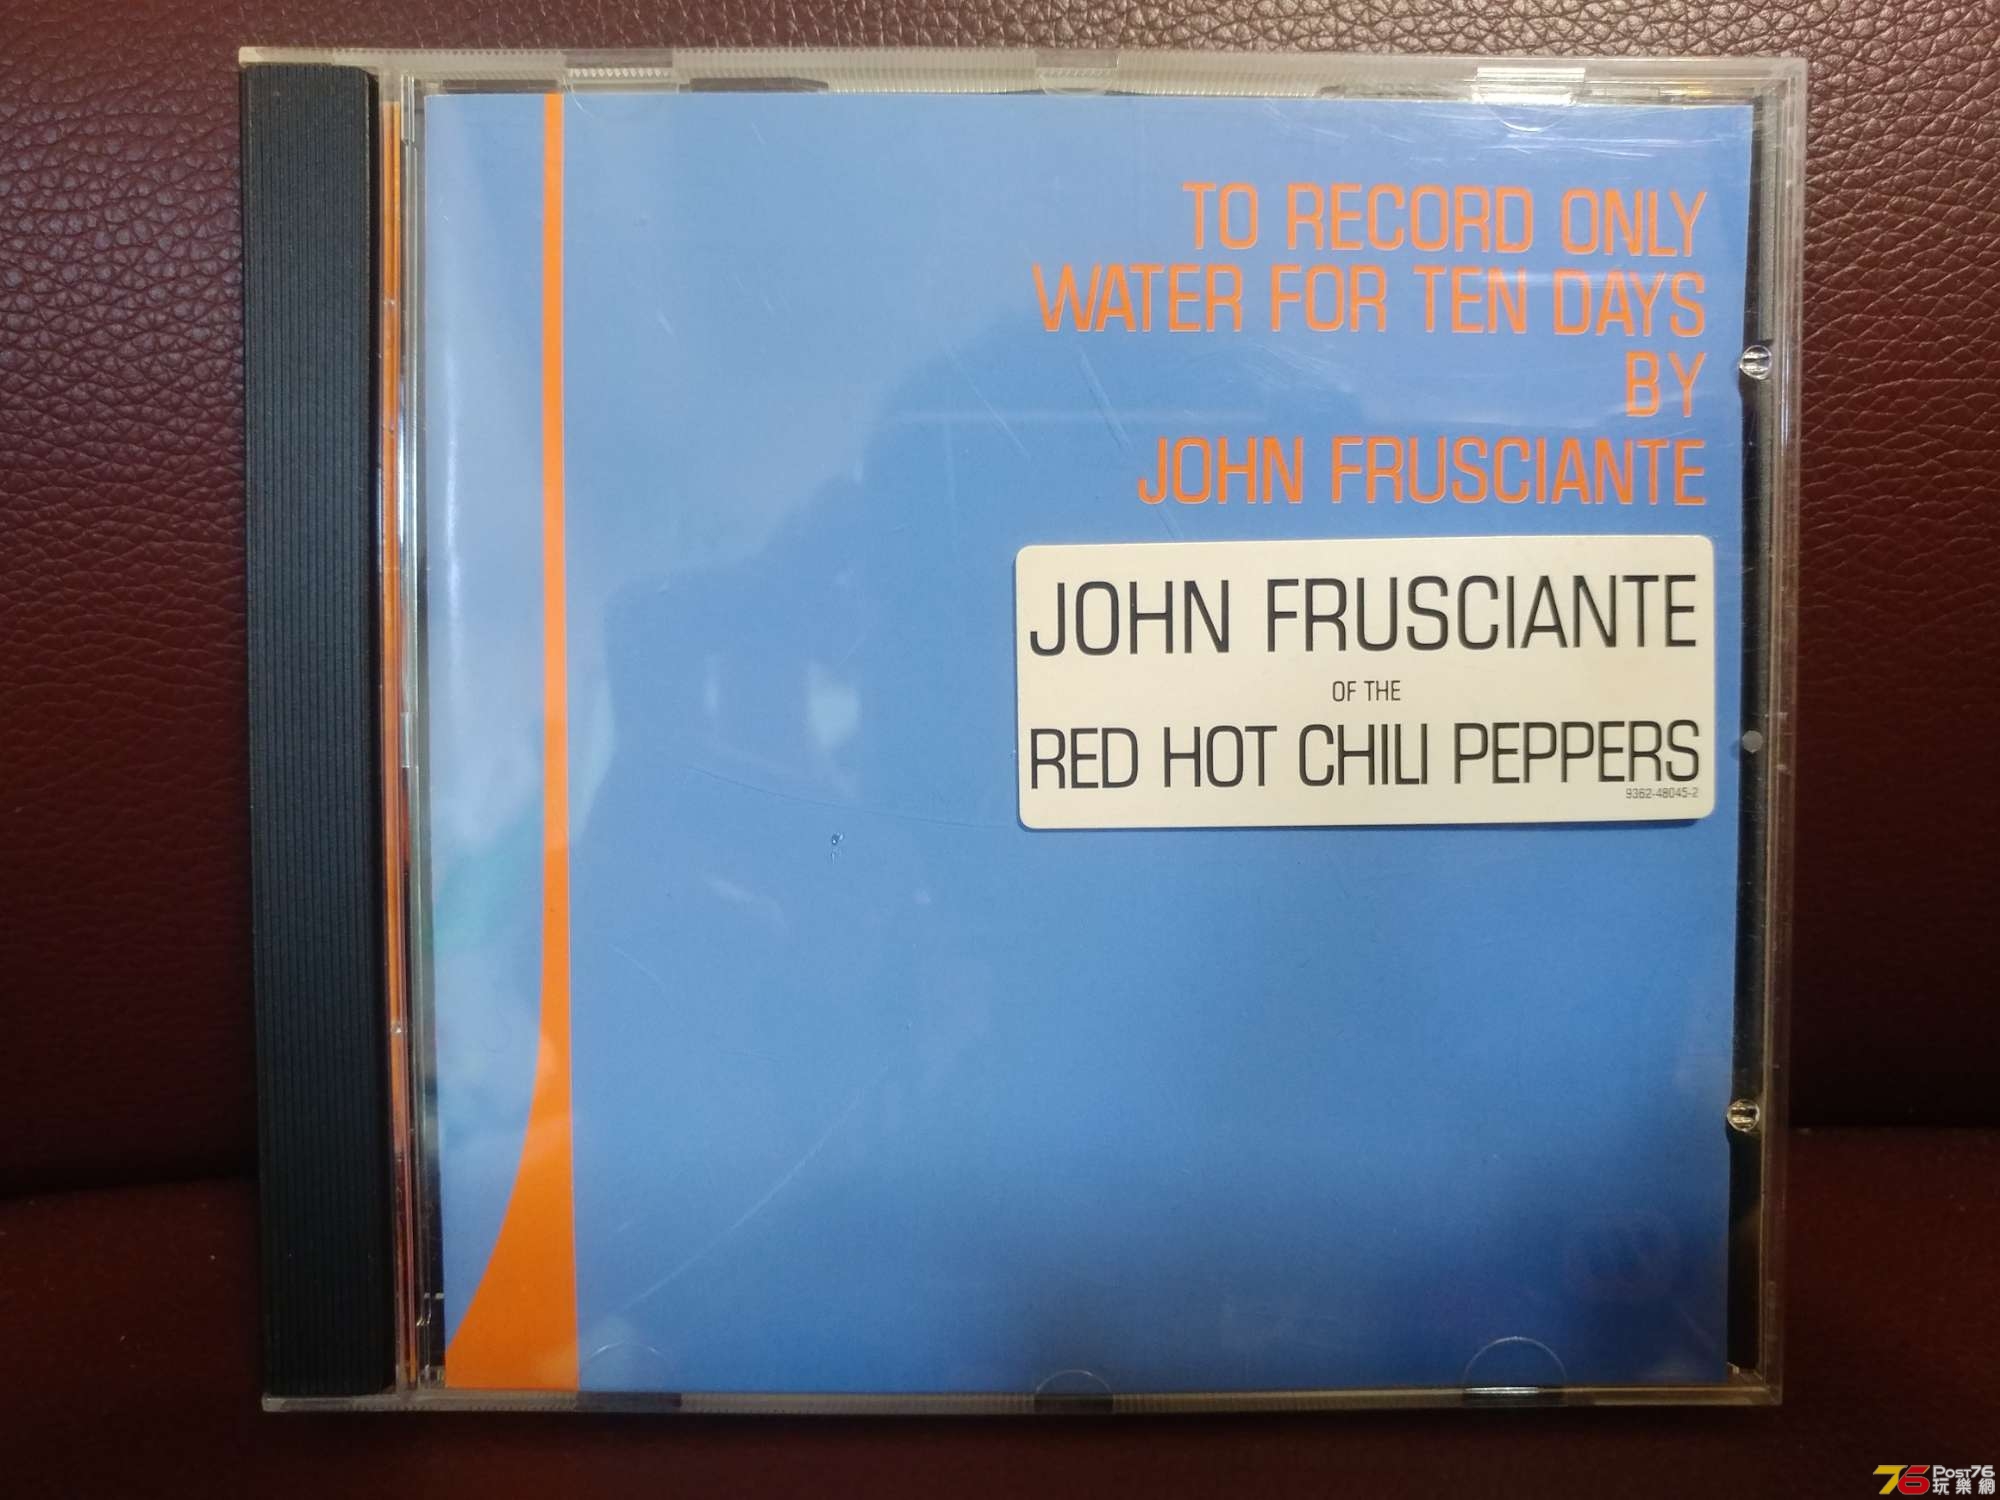 TO RECORD ONLY
WATER FOR TEN DAYS
BY
JOHN FRUSCIANTE
JOHN FRUSCIANTE
OF THE
RED HOT CHILI PEPPERS
9362-48045-2
76 Post76
玩樂網